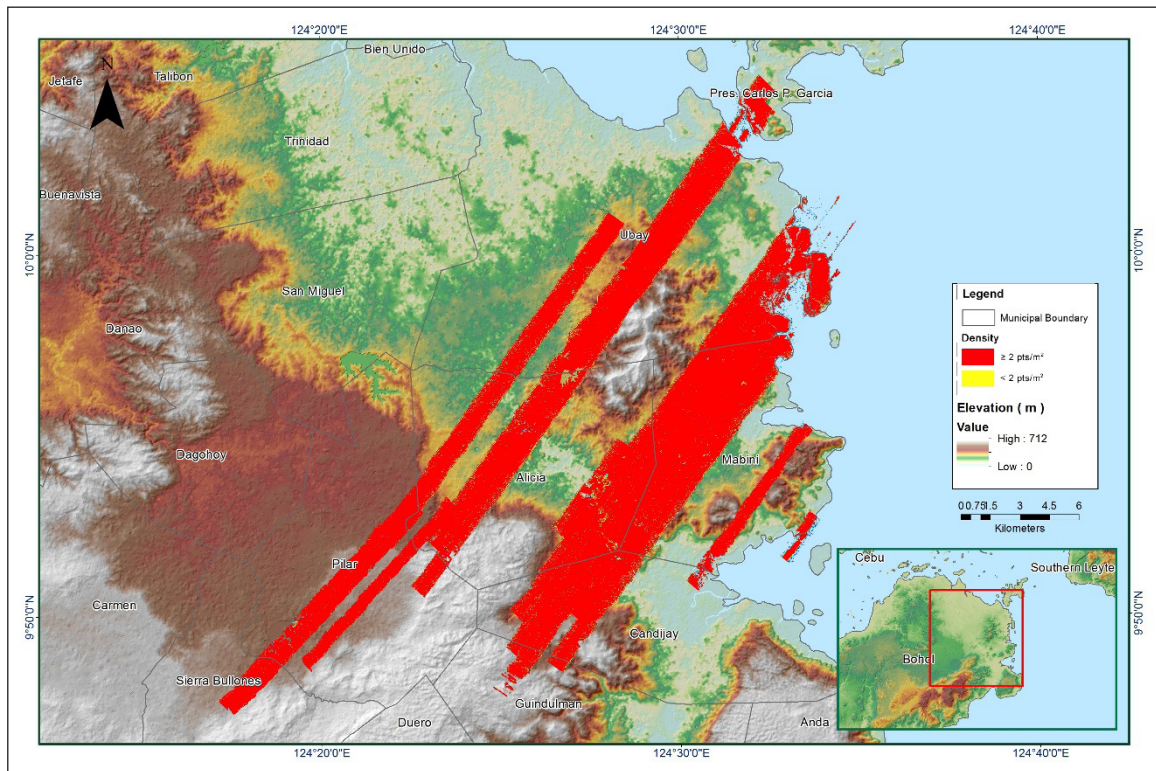 124°20'0"E
124°30'0"E
124°40'0"E
Bien Unido
N
Jetafe
Talibon
Pres. Carlos P. Garcia
Trinidad
Buenavista
Ubay
10°0'0"N
10°0'0"N
San Miguel
Danao
Legend
Municipal Boundary
Density
≥ 2 pts/m²
< 2 pts/m²
Elevation ( m )
Value
High : 712
Low : 0
Dagohoy
Mabini
Alicia
0 0.75 1.5 3 4.5 6
Kilometers
Pilar
Cebu
Southern Leyte
Carmen
9°50'0"N
9°50'0"N
Candijay
Bohol
Sierra Bullones
Guindulman
Duero
Anda
124°20'0"E
124°30'0"E
124°40'0"E